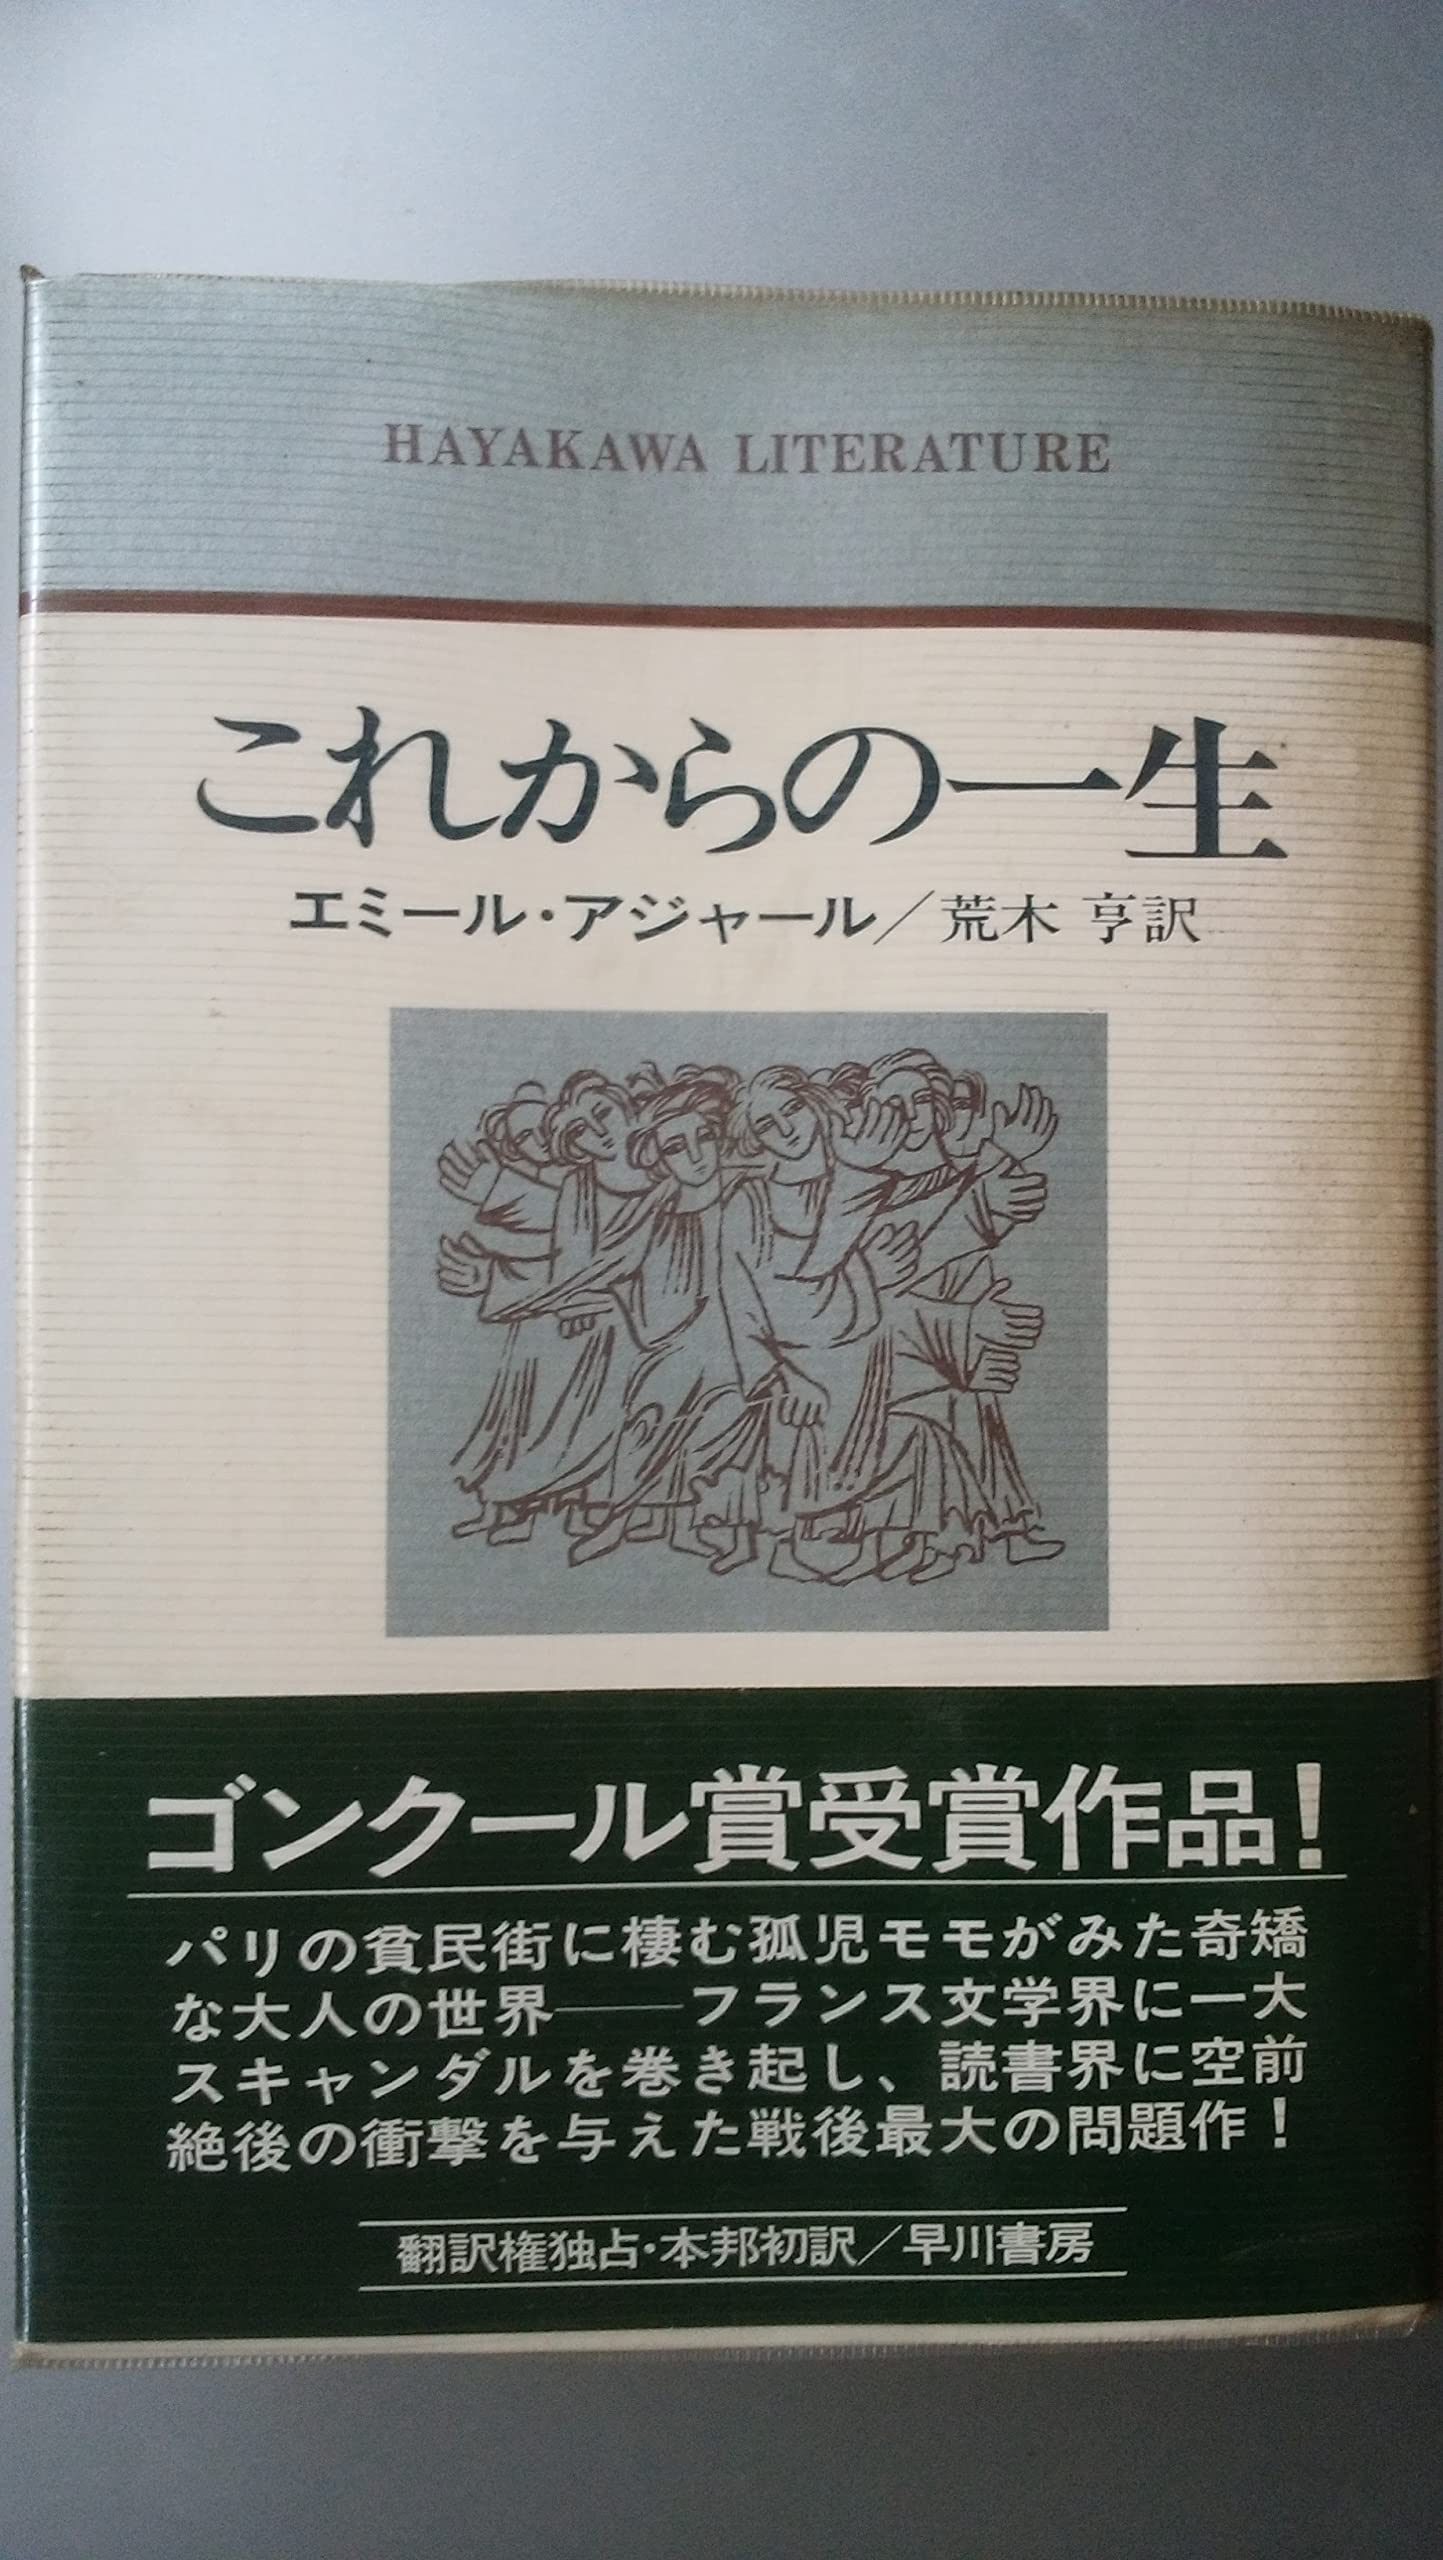 HAYAKAWA LITERATURE
これからの一生
エミール・アジャール／荒木 亨訳
ゴンクール賞受賞作品！
パリの貧民街に棲む孤児モモがみた奇矯
な大人の世界――フランス文学界に一大
スキャンダルを巻き起し、読書界に空前
絶後の衝撃を与えた戦後最大の問題作！
翻訳権独占・本邦初訳／早川書房